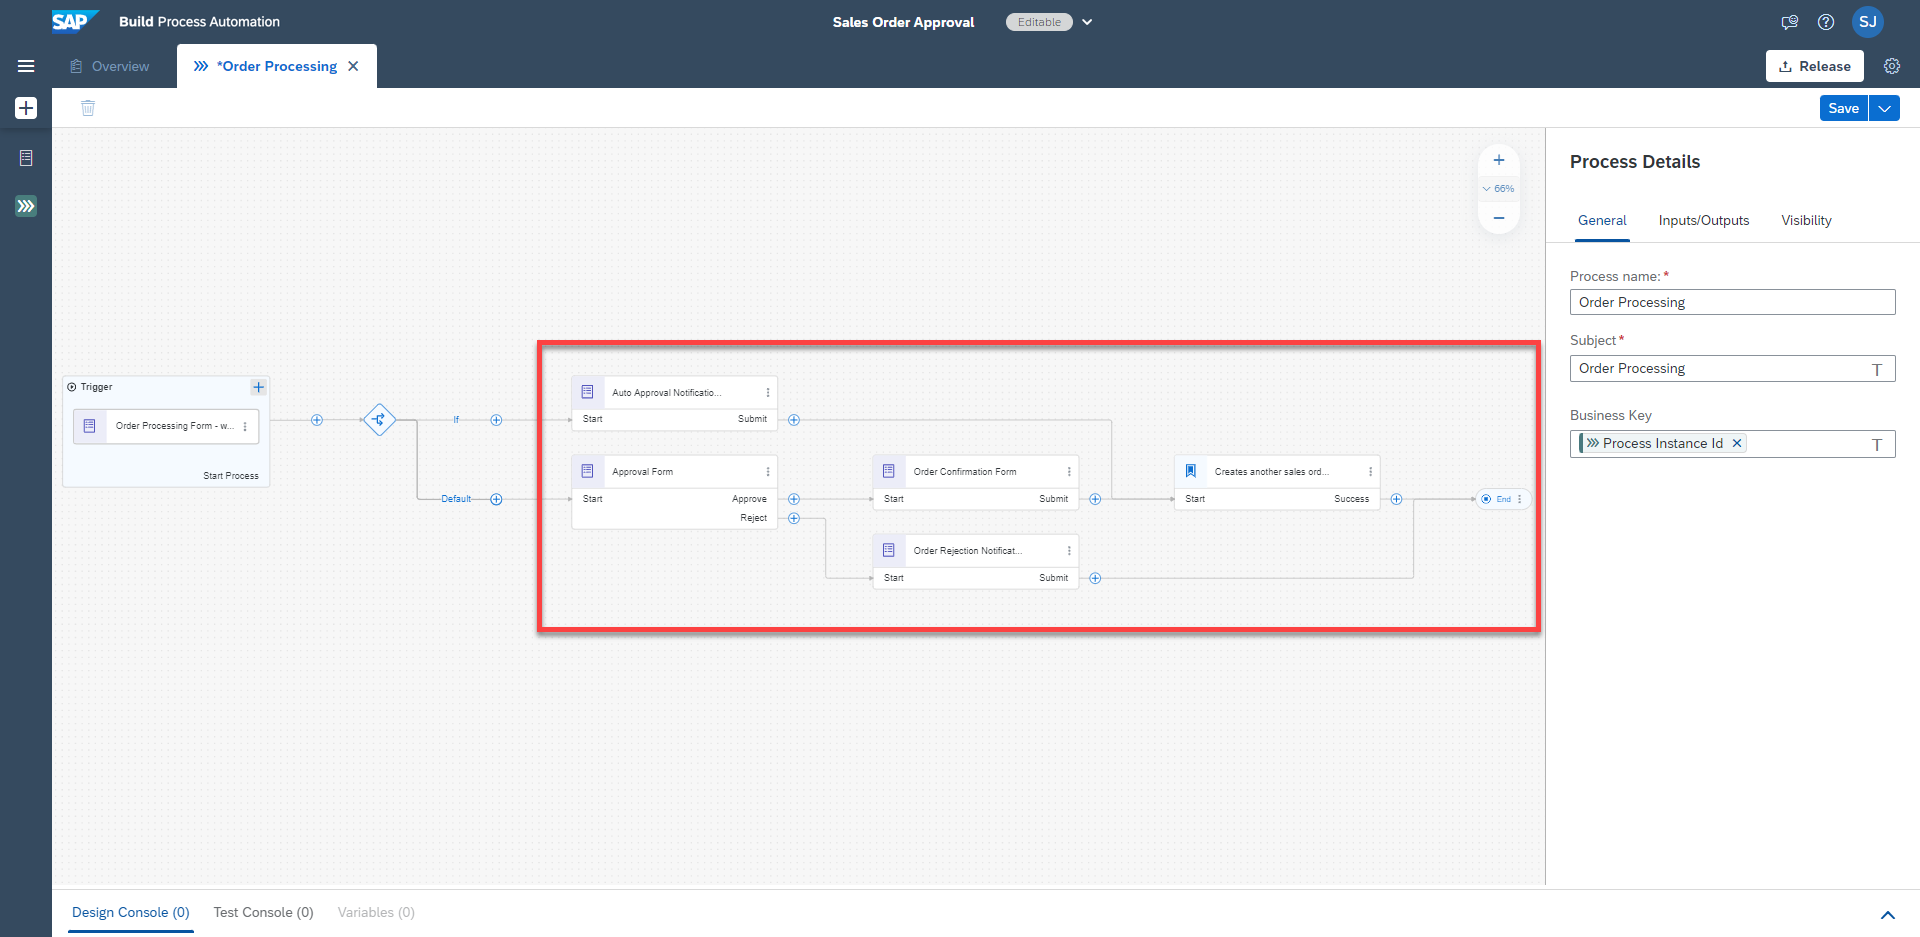 SAP Build Process Automation
Sales Order Approval Editable
SJ
Overview
*Order Processing
Release
Save
66%
Trigger
Order Processing Form - w...
Start Process
If
Default
Auto Approval Notificatio...
Start Submit
Approval Form
Start Approve
Reject
Order Confirmation Form
Start Submit
Order Rejection Notificat...
Start Submit
Creates another sales ord...
Start Success
End
Process Details
General Inputs/Outputs Visibility
Process name:*
Order Processing
Subject*
Order Processing
T
Business Key
Process Instance Id
T
Design Console (0) Test Console (0) Variables (0)